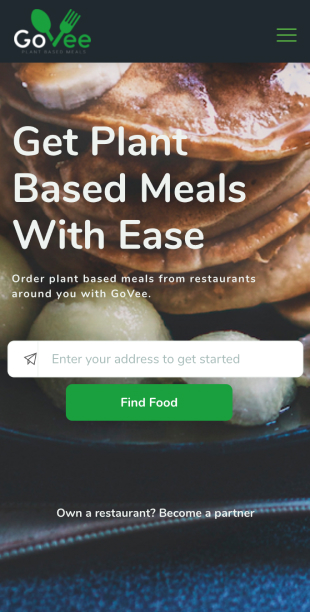 GoVee
PLANT BASED MEALS
Get Plant
Based Meals
With Ease
Order plant based meals from restaurants
around you with GoVee.
Enter your address to get started
Find Food
Own a restaurant? Become a partner